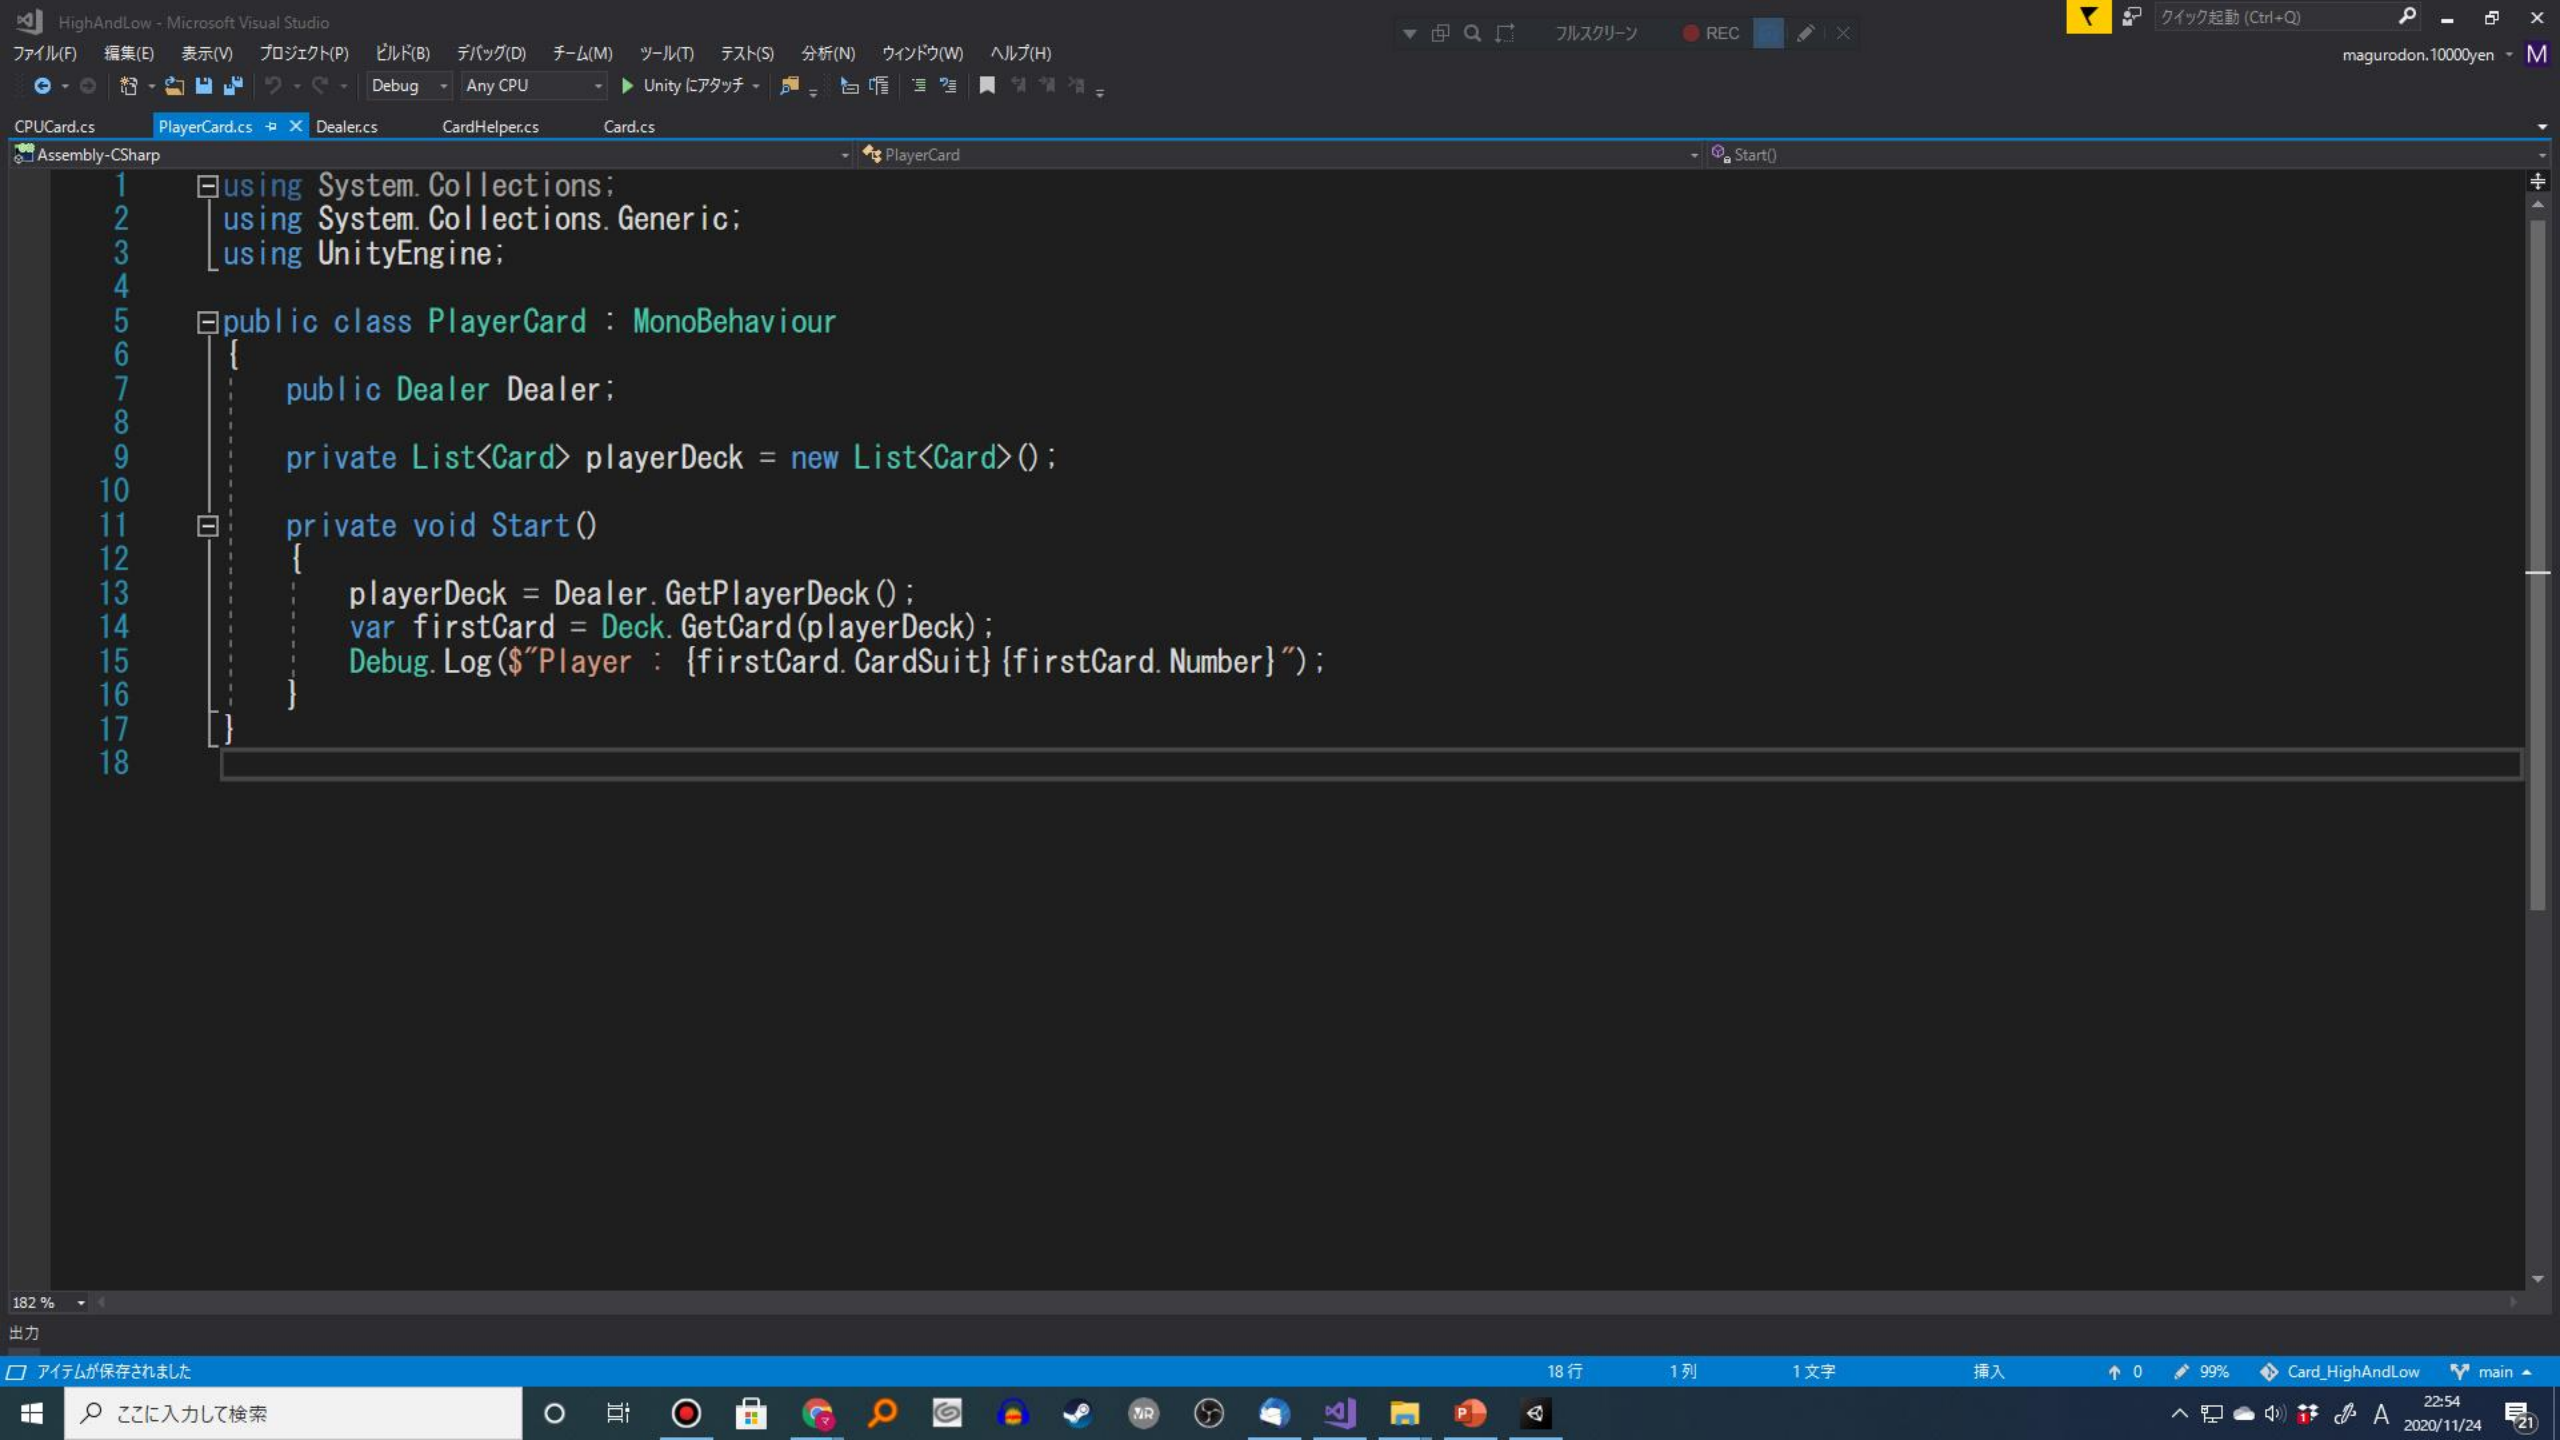 HighAndLow - Microsoft Visual Studio
フルスクリーン REC
クイック起動 (Ctrl+Q)
ファイル(F) 編集(E) 表示(V) プロジェクト(P) ビルド(B) デバッグ(D) チーム(M) ツール(T) テスト(S) 分析(N) ウィンドウ(W) ヘルプ(H)
magurodon.10000yen M
Debug Any CPU Unity にアタッチ
CPUCard.cs PlayerCard.cs Dealer.cs CardHelper.cs Card.cs
Assembly-CSharp PlayerCard Start()
1 using System.Collections;
2 using System.Collections.Generic;
3 using UnityEngine;
4
5 public class PlayerCard : MonoBehaviour
6 {
7 public Dealer Dealer;
8
9 private List<Card> playerDeck = new List<Card>();
10
11 private void Start()
12 {
13 playerDeck = Dealer.GetPlayerDeck();
14 var firstCard = Deck.GetCard(playerDeck);
15 Debug.Log($"Player : {firstCard.CardSuit}{firstCard.Number}");
16 }
17 }
18
182 %
出力
アイテムが保存されました 18 行 1 列 1 文字 挿入 0 99% Card_HighAndLow main
ここに入力して検索
A 22:54
2020/11/24 21